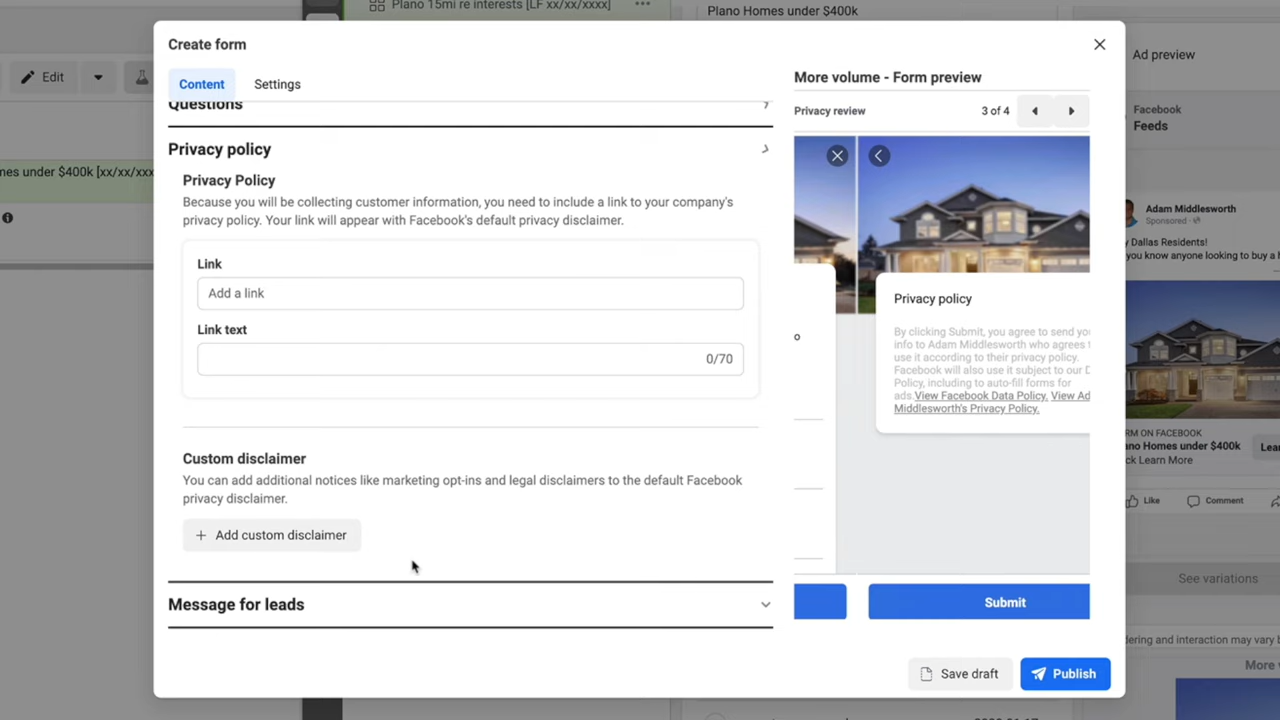 Plano 15mi re interests [LF xx/xx/xxxx]
Plano Homes under $400k
Create form
Edit
Content
Settings
Questions
mes under $400k [xx/xx/xxx
Privacy policy
Privacy Policy
Because you will be collecting customer information, you need to include a link to your company's
privacy policy. Your link will appear with Facebook's default privacy disclaimer.
Link
Add a link
Link text
0/70
Custom disclaimer
You can add additional notices like marketing opt-ins and legal disclaimers to the default Facebook
privacy disclaimer.
+ Add custom disclaimer
Message for leads
More volume - Form preview
Privacy review
3 of 4
o
Privacy policy
By clicking Submit, you agree to send you
info to Adam Middlesworth who agrees t
use it according to their privacy policy.
Facebook will also use it subject to our D
Policy, including to auto-fill forms for
ads.View Facebook Data Policy. View Ad
Middlesworth's Privacy Policy.
Submit
Save draft
Publish
Ad preview
Facebook
Feeds
Adam Middlesworth
Sponsored ·
y Dallas Residents!
you know anyone looking to buy a h
RM ON FACEBOOK
ano Homes under $400k
ck Learn More
Lear
Like
Comment
See variations
dering and interaction may vary b
More v